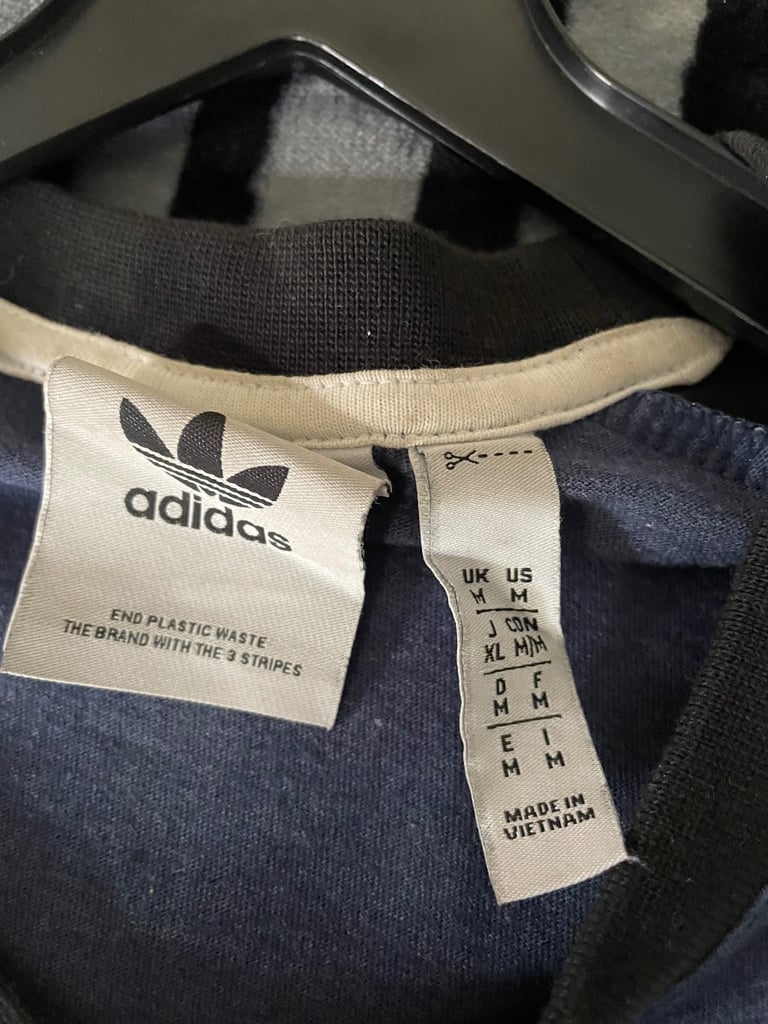 adidas
END PLASTIC WASTE
THE BRAND WITH THE 3 STRIPES
UK US
M M
J CON
XL M/M
D F
M M
E I
M M
MADE IN
VIETNAM